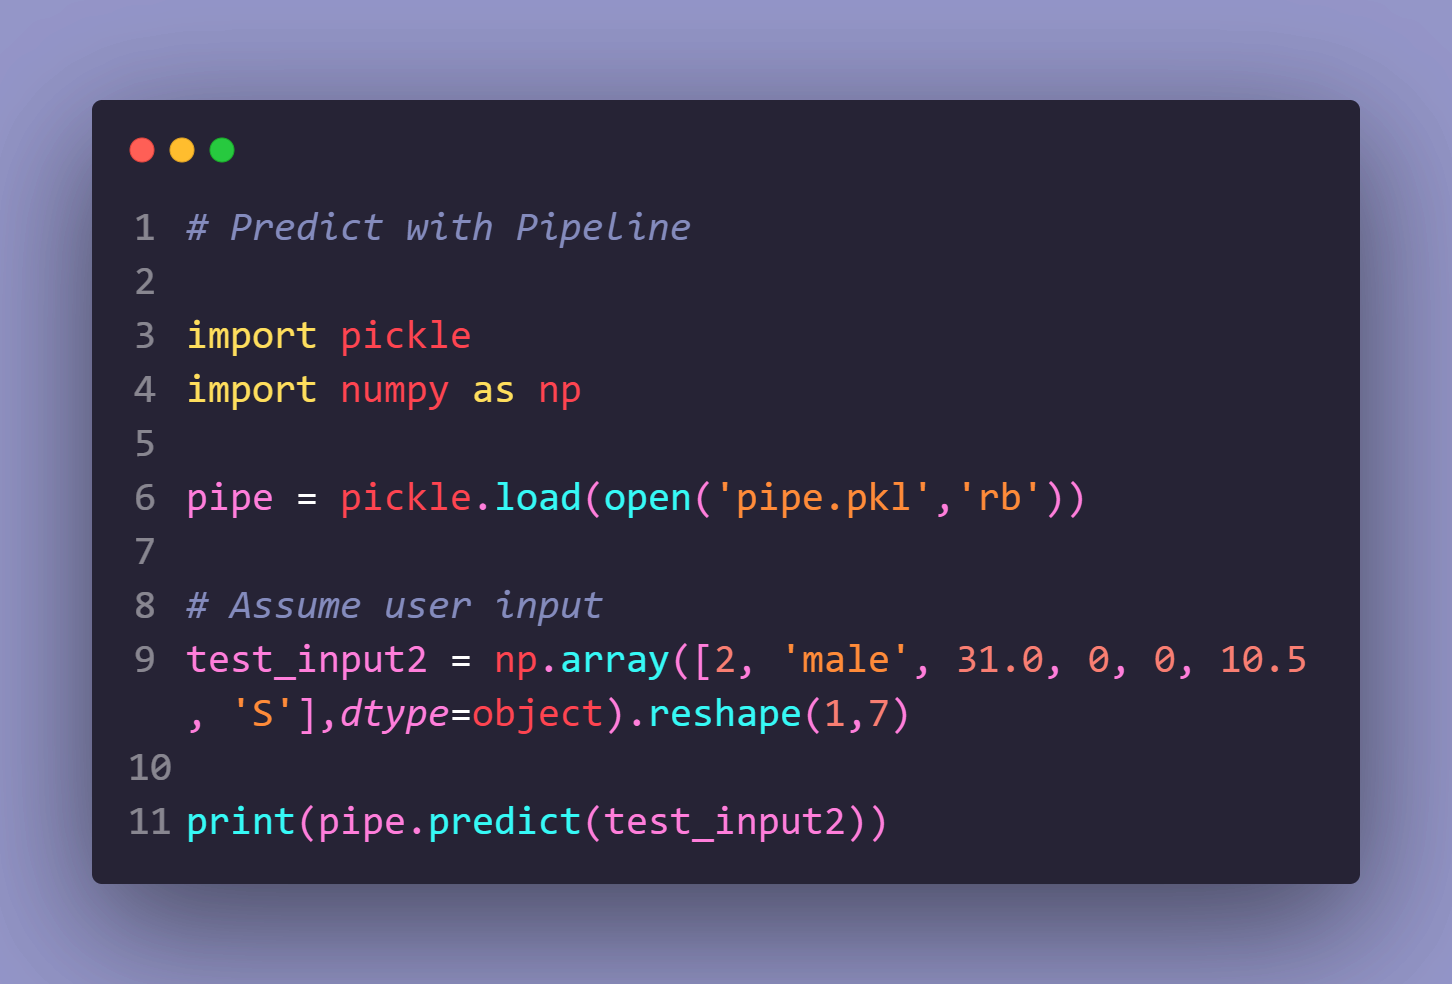 1 # Predict with Pipeline
2
3 import pickle
4 import numpy as np
5
6 pipe = pickle.load(open('pipe.pkl','rb'))
7
8 # Assume user input
9 test_input2 = np.array([2, 'male', 31.0, 0, 0, 10.5
, 'S'],dtype=object).reshape(1,7)
10
11 print(pipe.predict(test_input2))